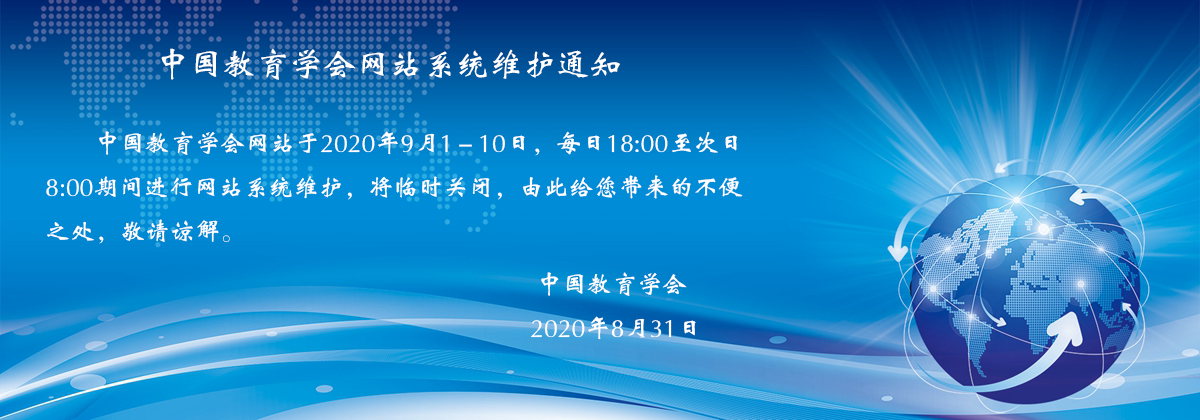 中国教育学会网站系统维护通知
中国教育学会网站于2020年9月1－10日，每日18:00至次日
8:00期间进行网站系统维护，将临时关闭，由此给您带来的不便
之处，敬请谅解。
中国教育学会
2020年8月31日